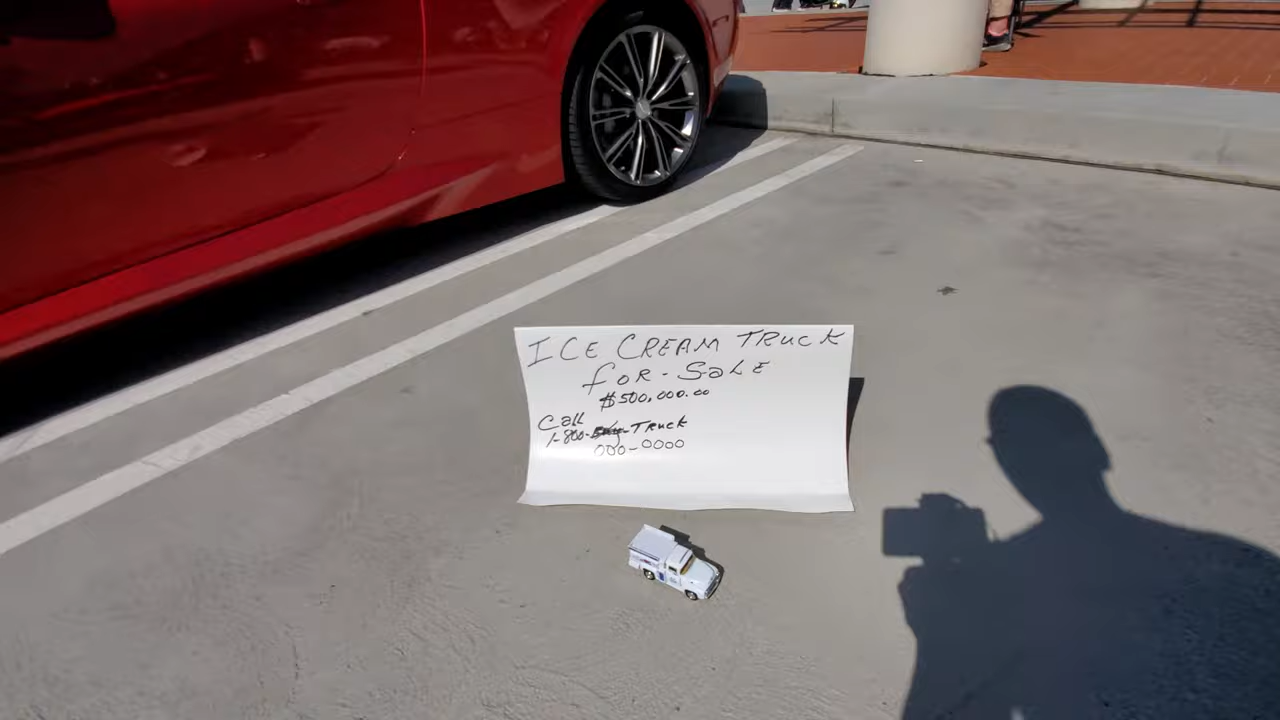 ICE CREAM TRUCK
FOR-SALE
$500,000.00
Call
1-800-TRUCK
000-0000